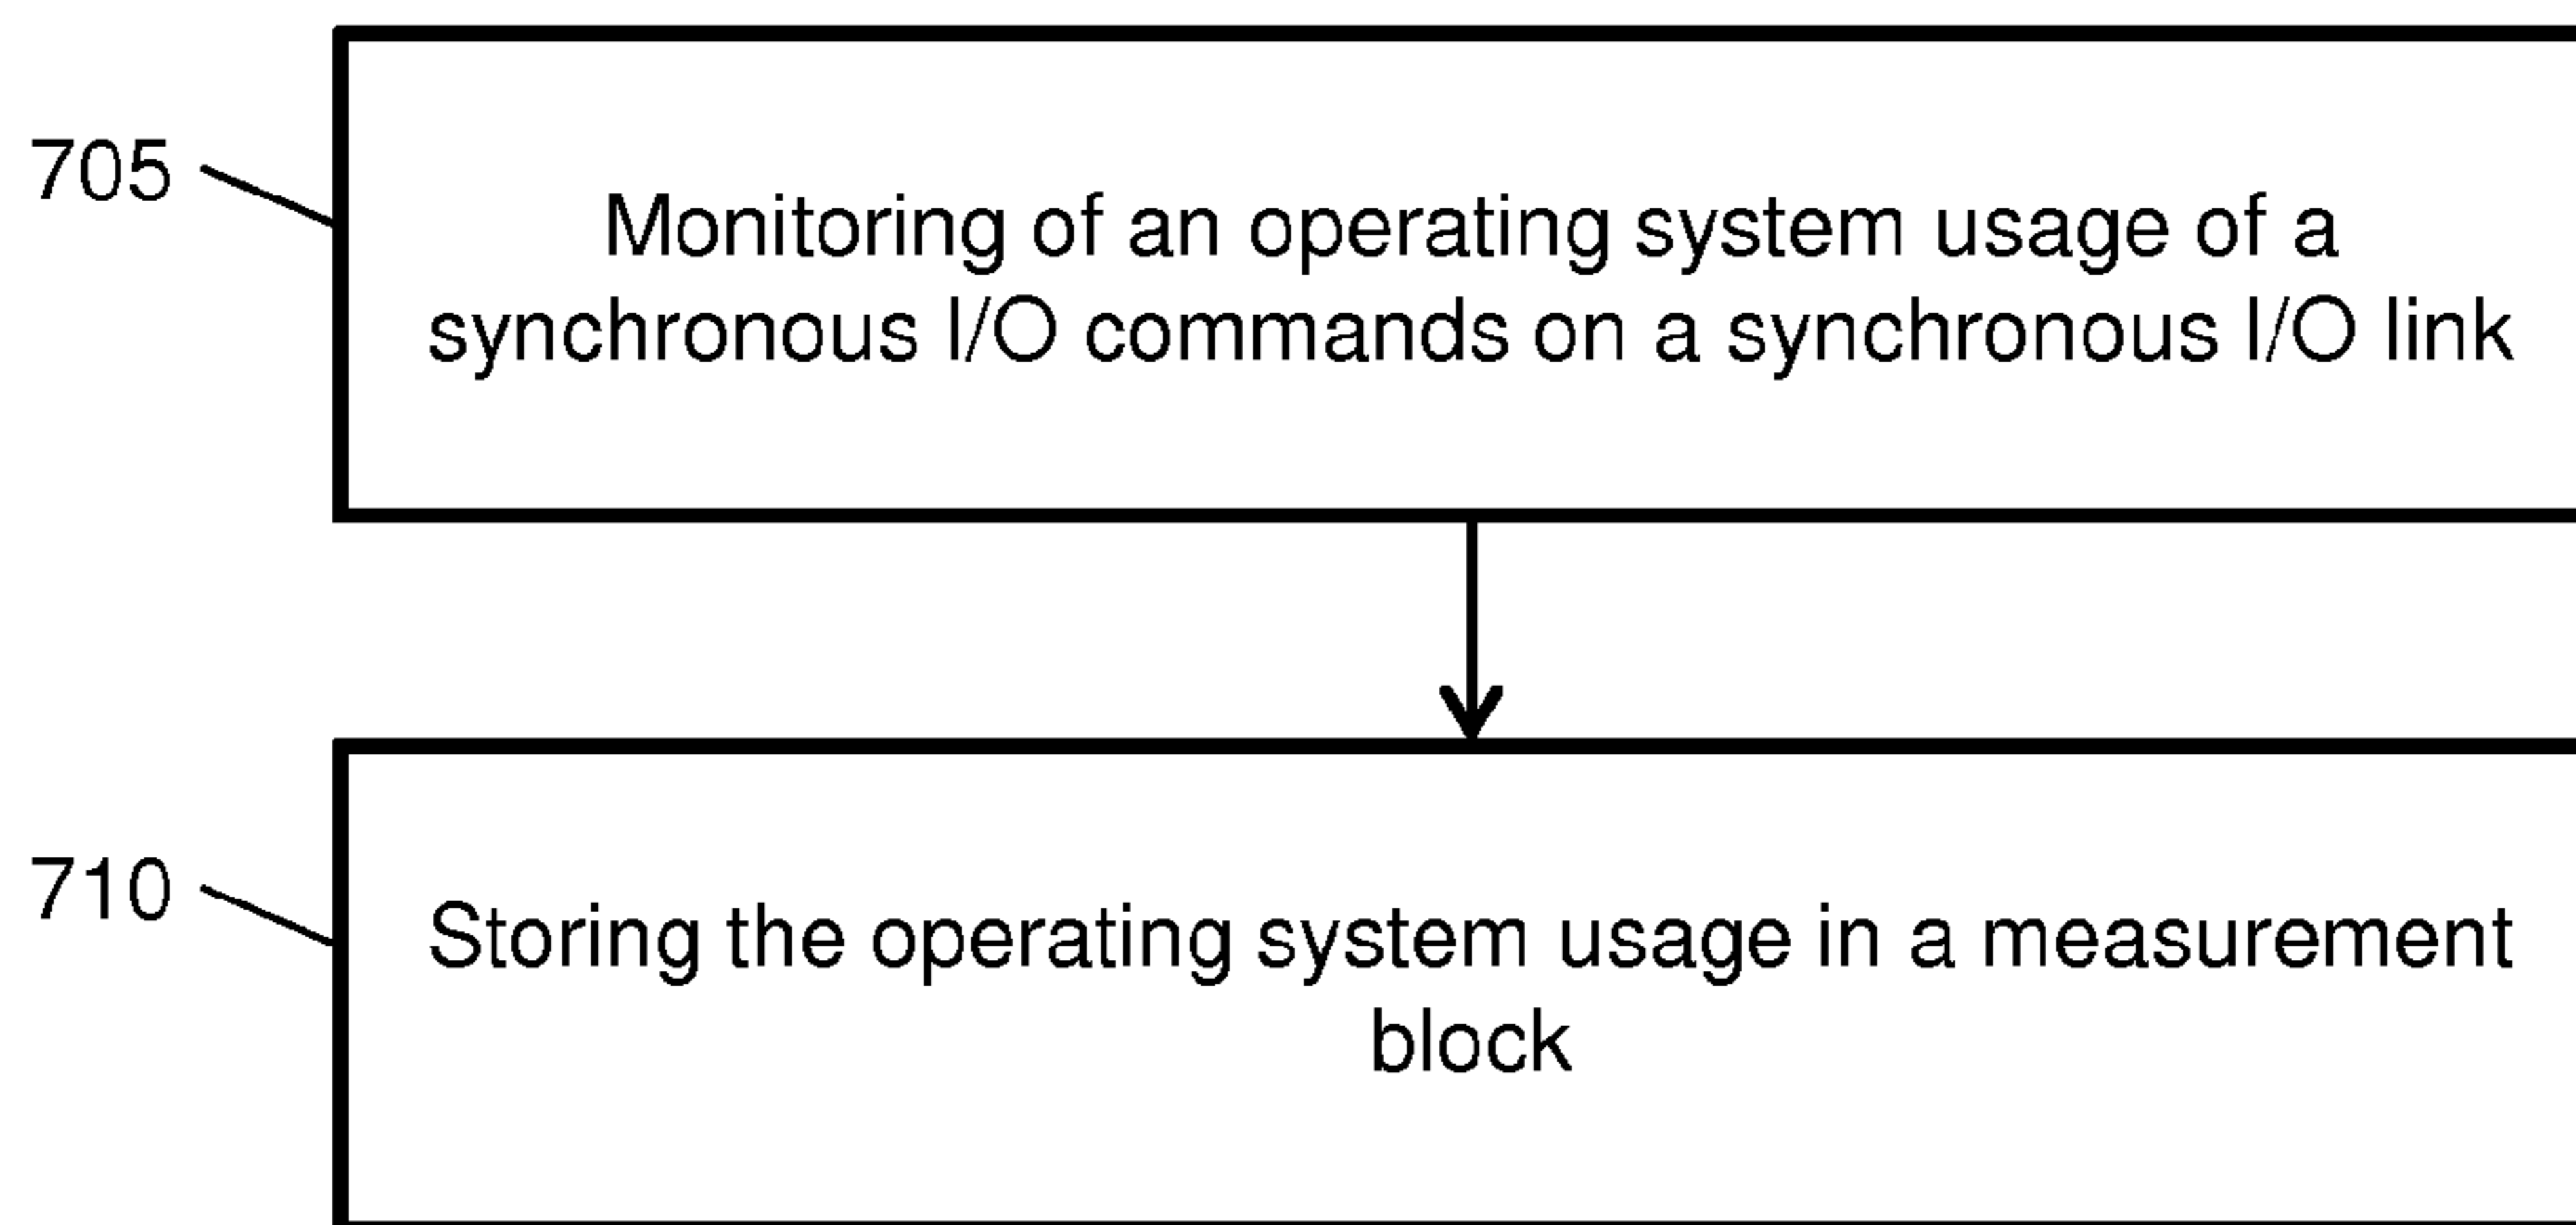 705
Monitoring of an operating system usage of a
synchronous I/O commands on a synchronous I/O link
710
Storing the operating system usage in a measurement
block